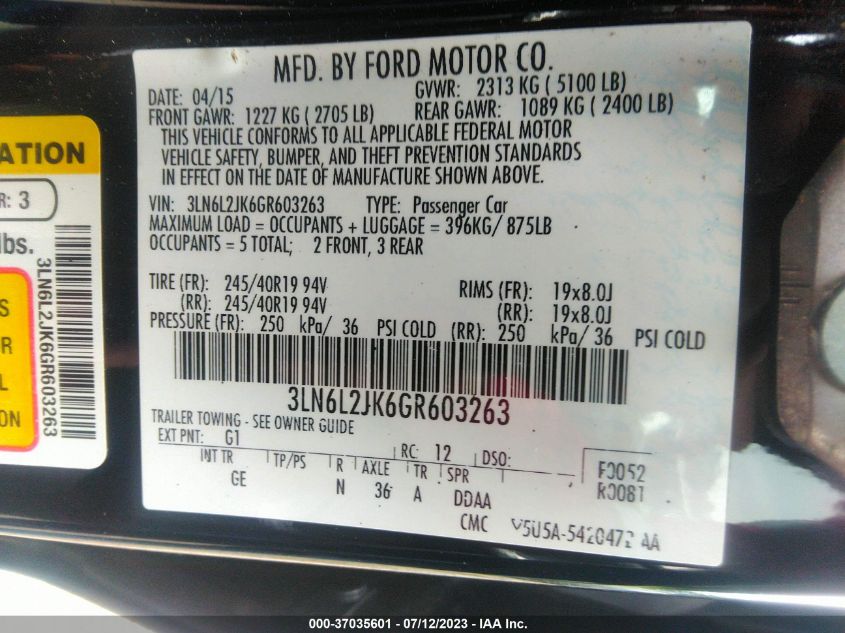 MFD. BY FORD MOTOR CO.
DATE: 04/15 GVWR: 2313 KG ( 5100 LB)
FRONT GAWR: 1227 KG ( 2705 LB) REAR GAWR: 1089 KG ( 2400 LB)
THIS VEHICLE CONFORMS TO ALL APPLICABLE FEDERAL MOTOR
VEHICLE SAFETY, BUMPER, AND THEFT PREVENTION STANDARDS
IN EFFECT ON THE DATE OF MANUFACTURE SHOWN ABOVE.
VIN: 3LN6L2JK6GR603263 TYPE: Passenger Car
MAXIMUM LOAD = OCCUPANTS + LUGGAGE = 396KG/ 875LB
OCCUPANTS = 5 TOTAL; 2 FRONT, 3 REAR
TIRE (FR): 245/40R19 94V RIMS (FR): 19x8.0J
(RR): 245/40R19 94V (RR): 19x8.0J
PRESSURE (FR): 250 kPa/ 36 PSI COLD (RR): 250 kPa/ 36 PSI COLD
3LN6L2JK6GR603263
TRAILER TOWING - SEE OWNER GUIDE
EXT PNT: G1 RC: 12 DSO: F0052
INT TR TP/PS R AXLE TR SPR R0081
GE N 36 A DDAA
CMC V5U5A-5420472 AA
ATION
R: 3
lbs.
S
R
L
ON
3LN6L2JK6GR603263
000-37035601 / 07/12/2023 - IAA Inc.